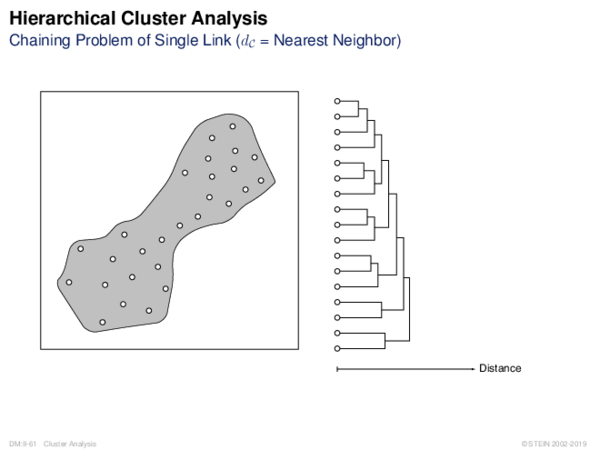 Hierarchical Cluster Analysis
Chaining Problem of Single Link (dC = Nearest Neighbor)
Distance
DM:II-61 Cluster Analysis
©STEIN 2002-2019